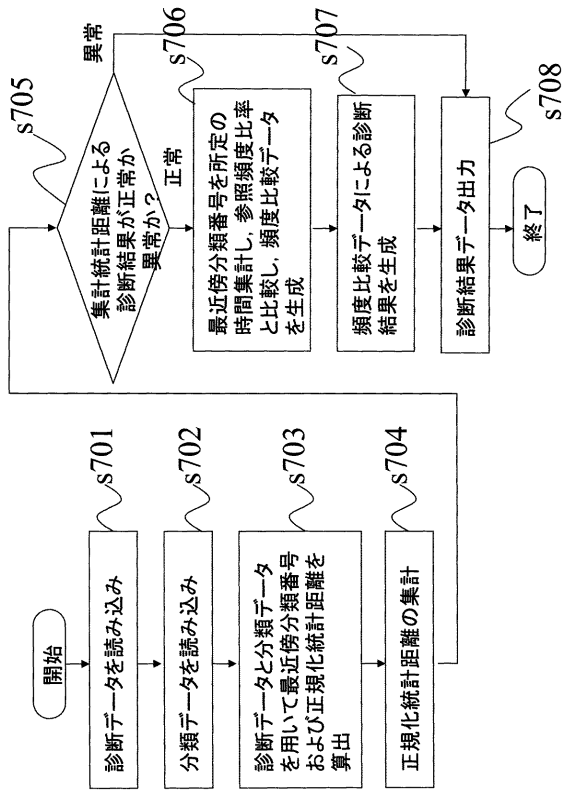 開始
s701
診断データを読み込み
s702
分類データを読み込み
s703
診断データと分類データ
を用いて最近傍分類番号
および正規化統計距離を
算出
s704
正規化統計距離の集計
s705
集計統計距離による
診断結果が正常か
異常か?
異常
正常
s706
最近傍分類番号を所定の
時間集計し,参照頻度比率
と比較し,頻度比較データ
を生成
s707
頻度比較データによる診断
結果を生成
s708
診断結果データ出力
終了